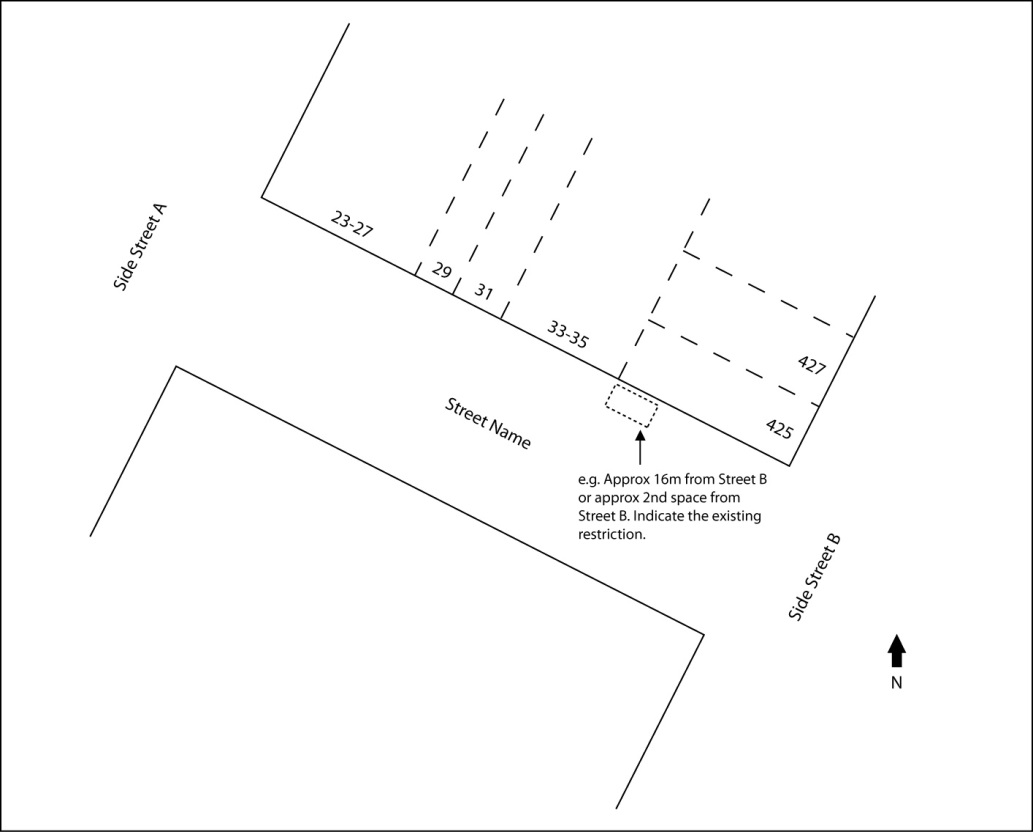 Side Street A
23-27
29
31
33-35
427
425
Street Name
e.g. Approx 16m from Street B
or approx 2nd space from
Street B. Indicate the existing
restriction.
Side Street B
N